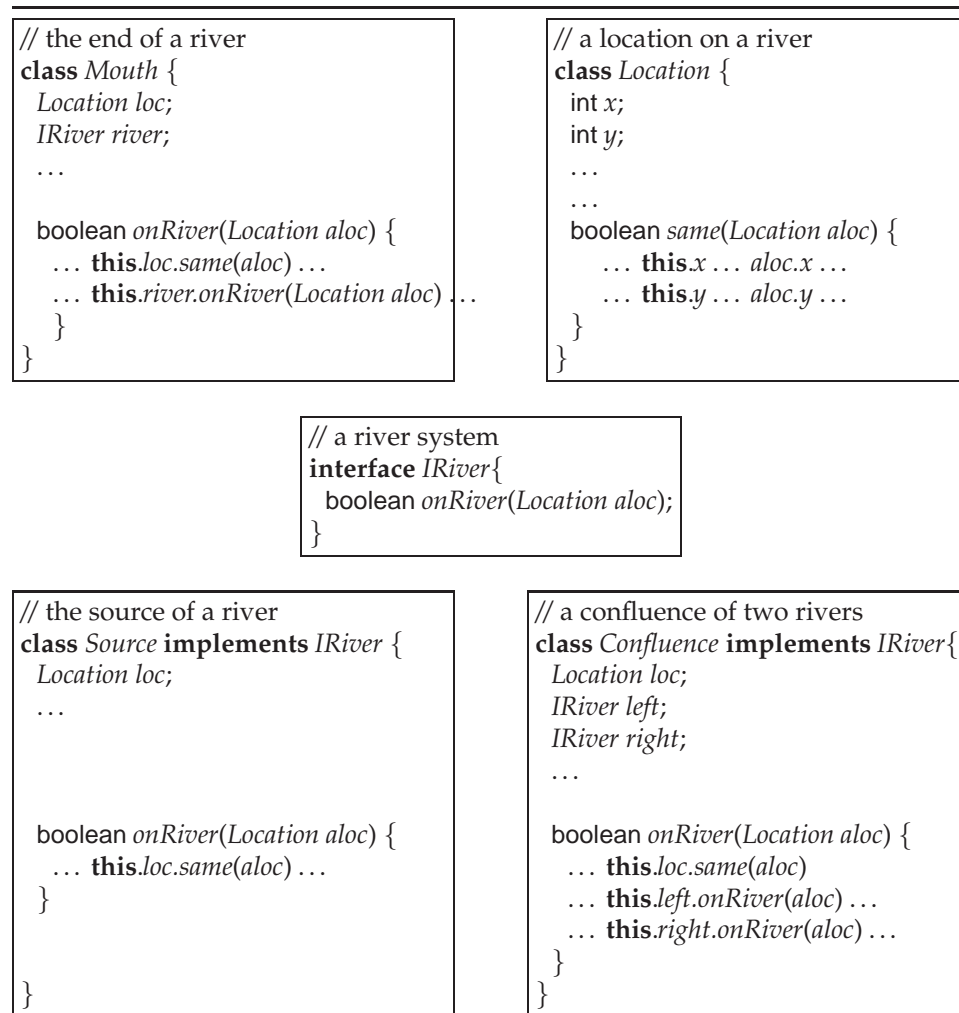 // the end of a river
class Mouth {
Location loc;
IRiver river;
...
boolean onRiver(Location aloc) {
... this.loc.same(aloc) ...
... this.river.onRiver(Location aloc) ...
}
}
// a location on a river
class Location {
int x;
int y;
...
...
boolean same(Location aloc) {
... this.x ... aloc.x ...
... this.y ... aloc.y ...
}
}
// a river system
interface IRiver{
boolean onRiver(Location aloc);
}
// the source of a river
class Source implements IRiver {
Location loc;
...
boolean onRiver(Location aloc) {
... this.loc.same(aloc) ...
}
}
// a confluence of two rivers
class Confluence implements IRiver{
Location loc;
IRiver left;
IRiver right;
...
boolean onRiver(Location aloc) {
... this.loc.same(aloc)
... this.left.onRiver(aloc) ...
... this.right.onRiver(aloc) ...
}
}